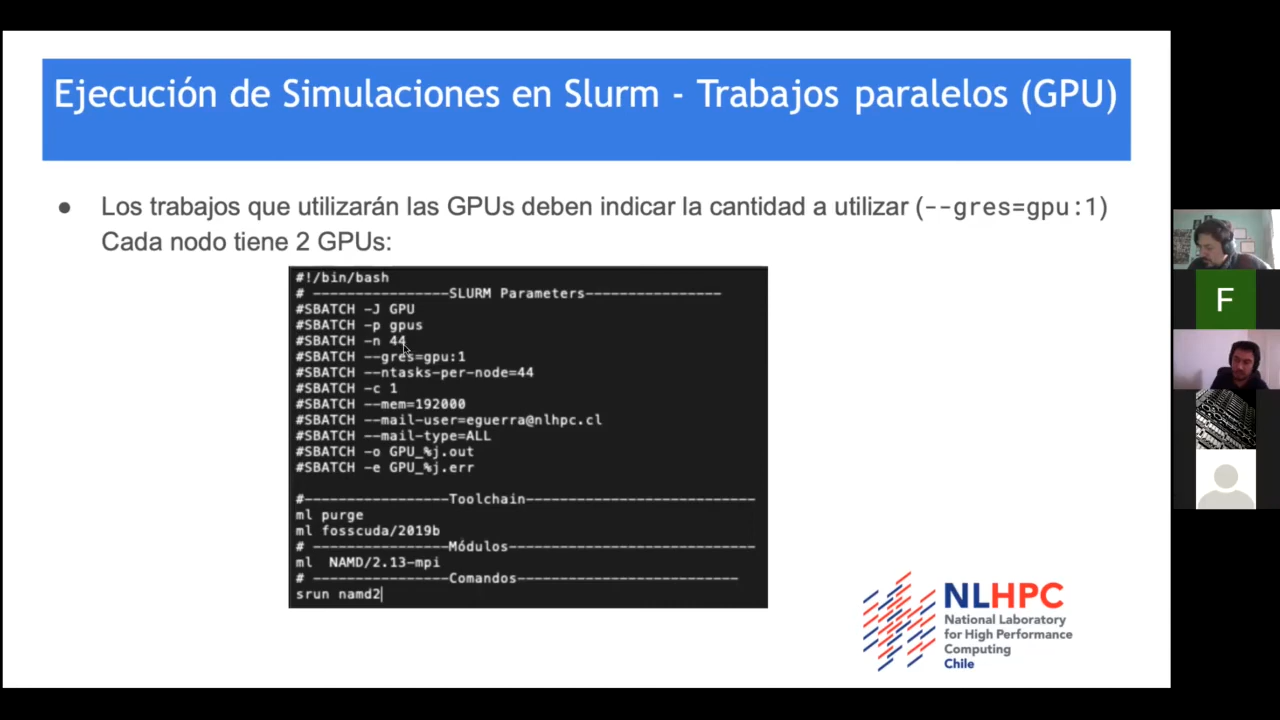 Ejecución de Simulaciones en Slurm - Trabajos paralelos (GPU)
● Los trabajos que utilizarán las GPUs deben indicar la cantidad a utilizar (--gres=gpu:1)
Cada nodo tiene 2 GPUs:
#!/bin/bash
# ----------------SLURM Parameters----------------
#SBATCH -J GPU
#SBATCH -p gpus
#SBATCH -n 44
#SBATCH --gres=gpu:1
#SBATCH --ntasks-per-node=44
#SBATCH -c 1
#SBATCH --mem=192000
#SBATCH --mail-user=eguerra@nlhpc.cl
#SBATCH --mail-type=ALL
#SBATCH -o GPU_%j.out
#SBATCH -e GPU_%j.err
#-----------------Toolchain---------------------------
ml purge
ml fosscuda/2019b
# ----------------Módulos-----------------------------
ml  NAMD/2.13-mpi
# ----------------Comandos--------------------------
srun namd2
NLHPC
National Laboratory
for High Performance
Computing
Chile
F